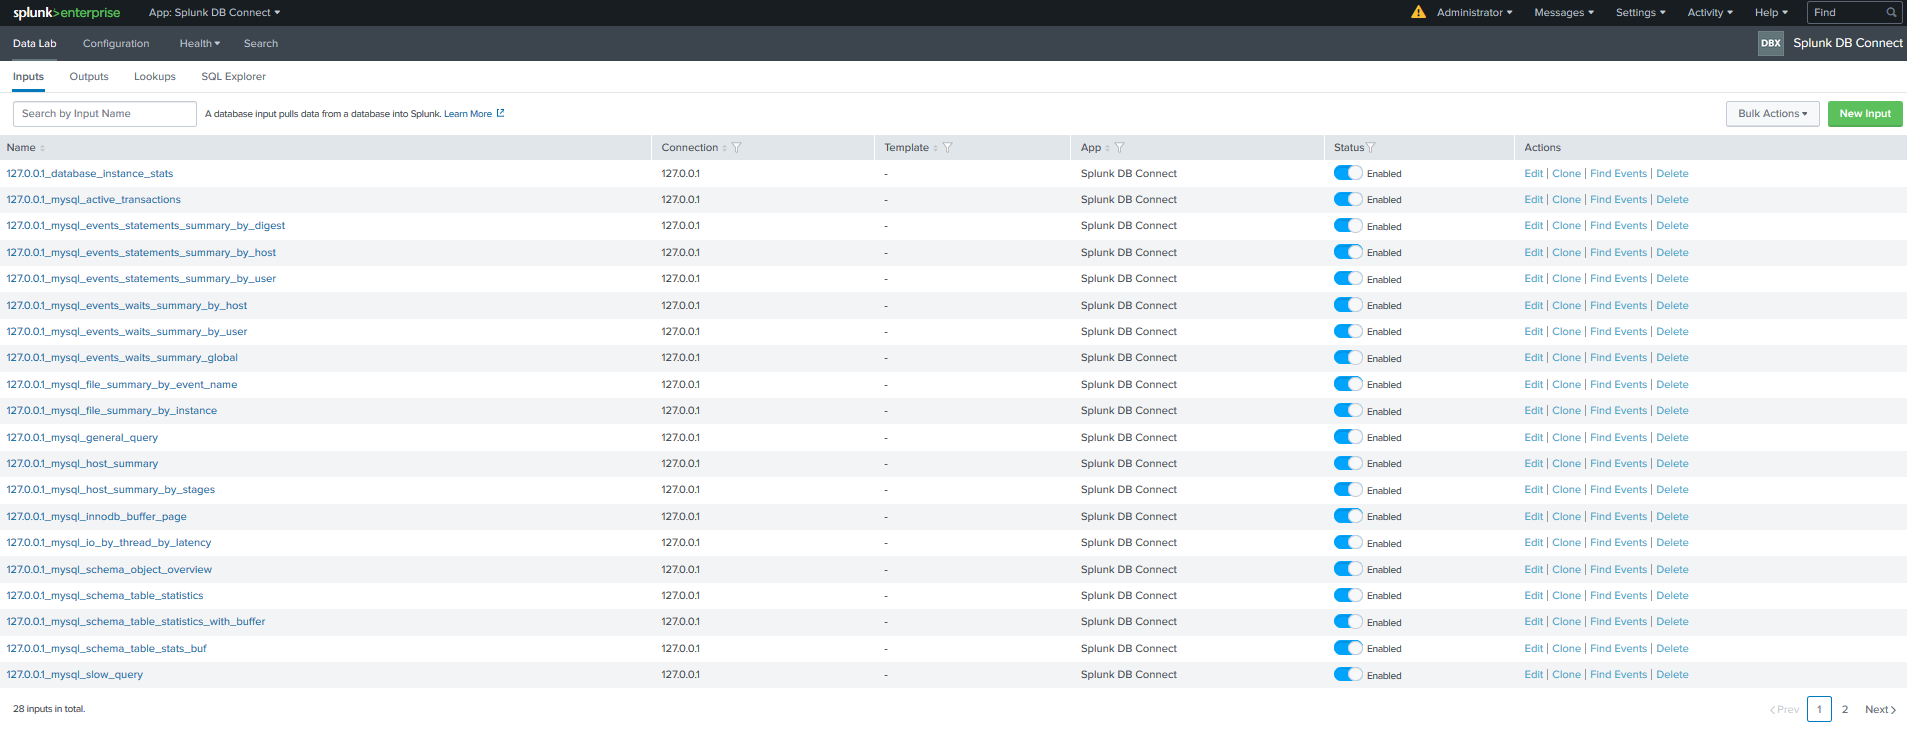 splunk>enterprise App: Splunk DB Connect Administrator Messages Settings Activity Help Find
Data Lab Configuration Health Search DBX Splunk DB Connect
Inputs Outputs Lookups SQL Explorer
Search by Input Name A database input pulls data from a database into Splunk. Learn More Bulk Actions New Input
Name Connection Template App Status Actions
127.0.0.1_database_instance_stats 127.0.0.1 - Splunk DB Connect Enabled Edit | Clone | Find Events | Delete
127.0.0.1_mysql_active_transactions 127.0.0.1 - Splunk DB Connect Enabled Edit | Clone | Find Events | Delete
127.0.0.1_mysql_events_statements_summary_by_digest 127.0.0.1 - Splunk DB Connect Enabled Edit | Clone | Find Events | Delete
127.0.0.1_mysql_events_statements_summary_by_host 127.0.0.1 - Splunk DB Connect Enabled Edit | Clone | Find Events | Delete
127.0.0.1_mysql_events_statements_summary_by_user 127.0.0.1 - Splunk DB Connect Enabled Edit | Clone | Find Events | Delete
127.0.0.1_mysql_events_waits_summary_by_host 127.0.0.1 - Splunk DB Connect Enabled Edit | Clone | Find Events | Delete
127.0.0.1_mysql_events_waits_summary_by_user 127.0.0.1 - Splunk DB Connect Enabled Edit | Clone | Find Events | Delete
127.0.0.1_mysql_events_waits_summary_global 127.0.0.1 - Splunk DB Connect Enabled Edit | Clone | Find Events | Delete
127.0.0.1_mysql_file_summary_by_event_name 127.0.0.1 - Splunk DB Connect Enabled Edit | Clone | Find Events | Delete
127.0.0.1_mysql_file_summary_by_instance 127.0.0.1 - Splunk DB Connect Enabled Edit | Clone | Find Events | Delete
127.0.0.1_mysql_general_query 127.0.0.1 - Splunk DB Connect Enabled Edit | Clone | Find Events | Delete
127.0.0.1_mysql_host_summary 127.0.0.1 - Splunk DB Connect Enabled Edit | Clone | Find Events | Delete
127.0.0.1_mysql_host_summary_by_stages 127.0.0.1 - Splunk DB Connect Enabled Edit | Clone | Find Events | Delete
127.0.0.1_mysql_innodb_buffer_page 127.0.0.1 - Splunk DB Connect Enabled Edit | Clone | Find Events | Delete
127.0.0.1_mysql_io_by_thread_by_latency 127.0.0.1 - Splunk DB Connect Enabled Edit | Clone | Find Events | Delete
127.0.0.1_mysql_schema_object_overview 127.0.0.1 - Splunk DB Connect Enabled Edit | Clone | Find Events | Delete
127.0.0.1_mysql_schema_table_statistics 127.0.0.1 - Splunk DB Connect Enabled Edit | Clone | Find Events | Delete
127.0.0.1_mysql_schema_table_statistics_with_buffer 127.0.0.1 - Splunk DB Connect Enabled Edit | Clone | Find Events | Delete
127.0.0.1_mysql_schema_table_stats_buf 127.0.0.1 - Splunk DB Connect Enabled Edit | Clone | Find Events | Delete
127.0.0.1_mysql_slow_query 127.0.0.1 - Splunk DB Connect Enabled Edit | Clone | Find Events | Delete
28 inputs in total. < Prev 1 2 Next >